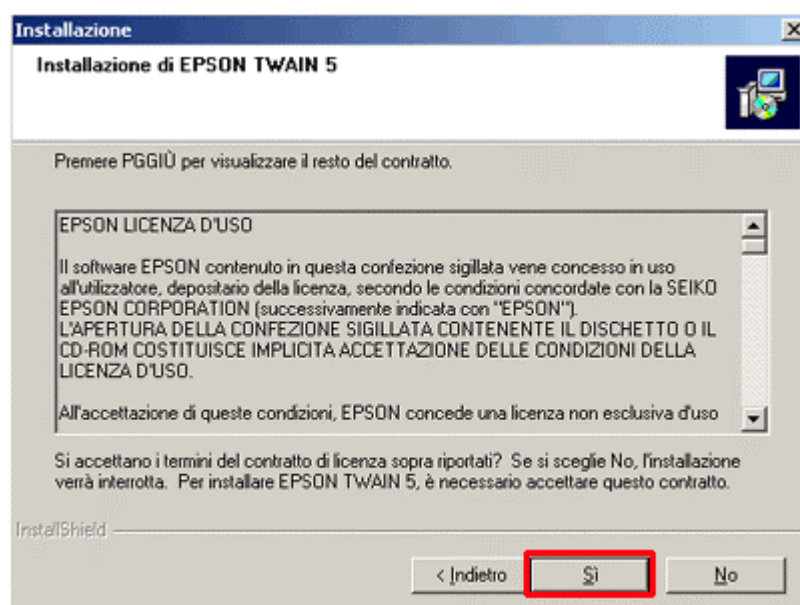 Installazione
Installazione di EPSON TWAIN 5
Premere PGGIÙ per visualizzare il resto del contratto.
EPSON LICENZA D'USO
Il software EPSON contenuto in questa confezione sigillata vene concesso in uso
all'utilizzatore, depositario della licenza, secondo le condizioni concordate con la SEIKO
EPSON CORPORATION (successivamente indicata con "EPSON").
L'APERTURA DELLA CONFEZIONE SIGILLATA CONTENENTE IL DISCHETTO O IL
CD-ROM COSTITUISCE IMPLICITA ACCETTAZIONE DELLE CONDIZIONI DELLA
LICENZA D'USO.
All'accettazione di queste condizioni, EPSON concede una licenza non esclusiva d'uso
Si accettano i termini del contratto di licenza sopra riportati? Se si sceglie No, l'installazione
verrà interrotta. Per installare EPSON TWAIN 5, è necessario accettare questo contratto.
InstallShield
< Indietro Sì No